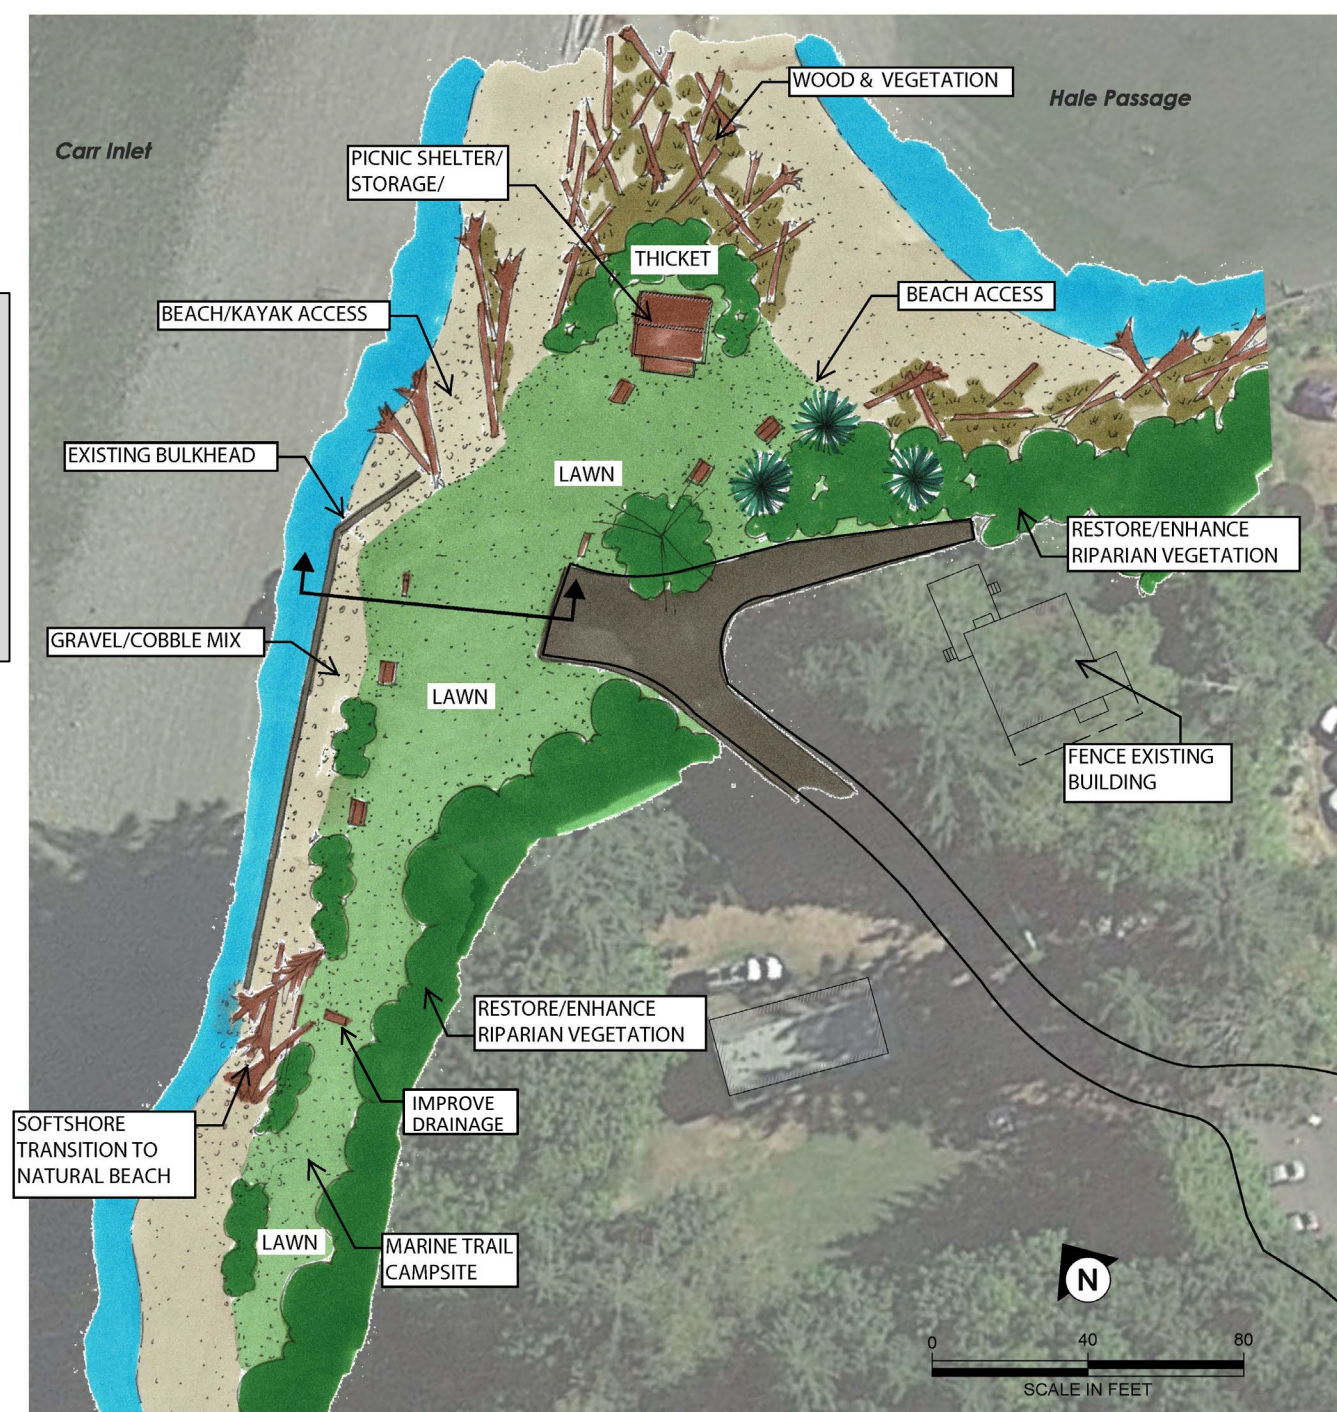 Carr Inlet
Hale Passage
WOOD & VEGETATION
PICNIC SHELTER/
STORAGE/
THICKET
BEACH ACCESS
BEACH/KAYAK ACCESS
EXISTING BULKHEAD
LAWN
RESTORE/ENHANCE
RIPARIAN VEGETATION
GRAVEL/COBBLE MIX
LAWN
FENCE EXISTING
BUILDING
RESTORE/ENHANCE
RIPARIAN VEGETATION
IMPROVE
DRAINAGE
SOFTSHORE
TRANSITION TO
NATURAL BEACH
LAWN
MARINE TRAIL
CAMPSITE
N
0 40 80
SCALE IN FEET